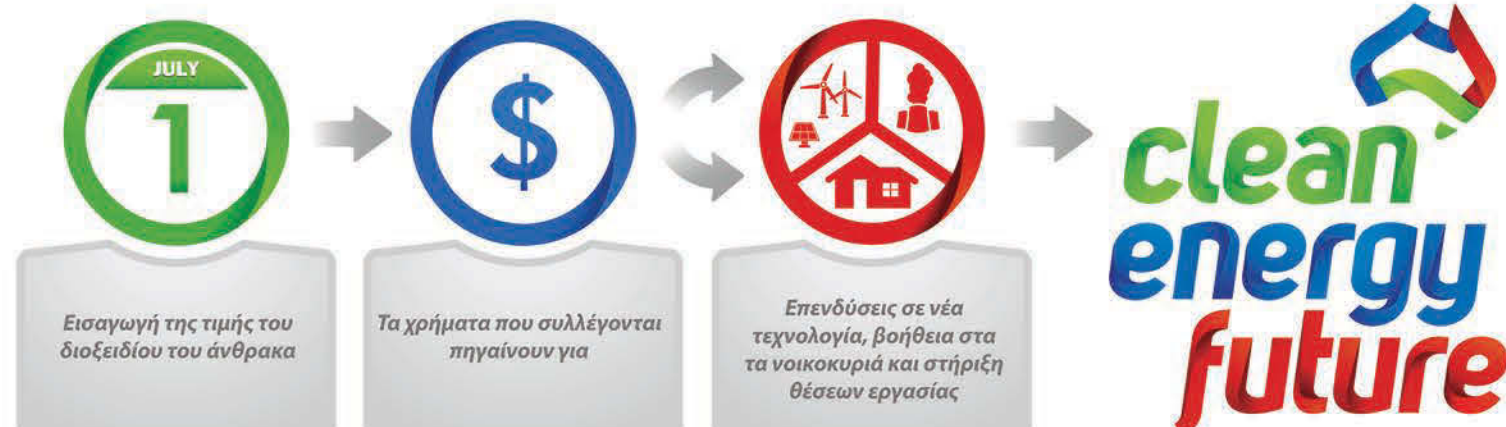 JULY
1
$
Εισαγωγή της τιμής του
διοξειδίου του άνθρακα
Τα χρήματα που συλλέγονται
πηγαίνουν για
Επενδύσεις σε νέα
τεχνολογία, βοήθεια στα
τα νοικοκυριά και στήριξη
θέσεων εργασίας
clean
energy
future